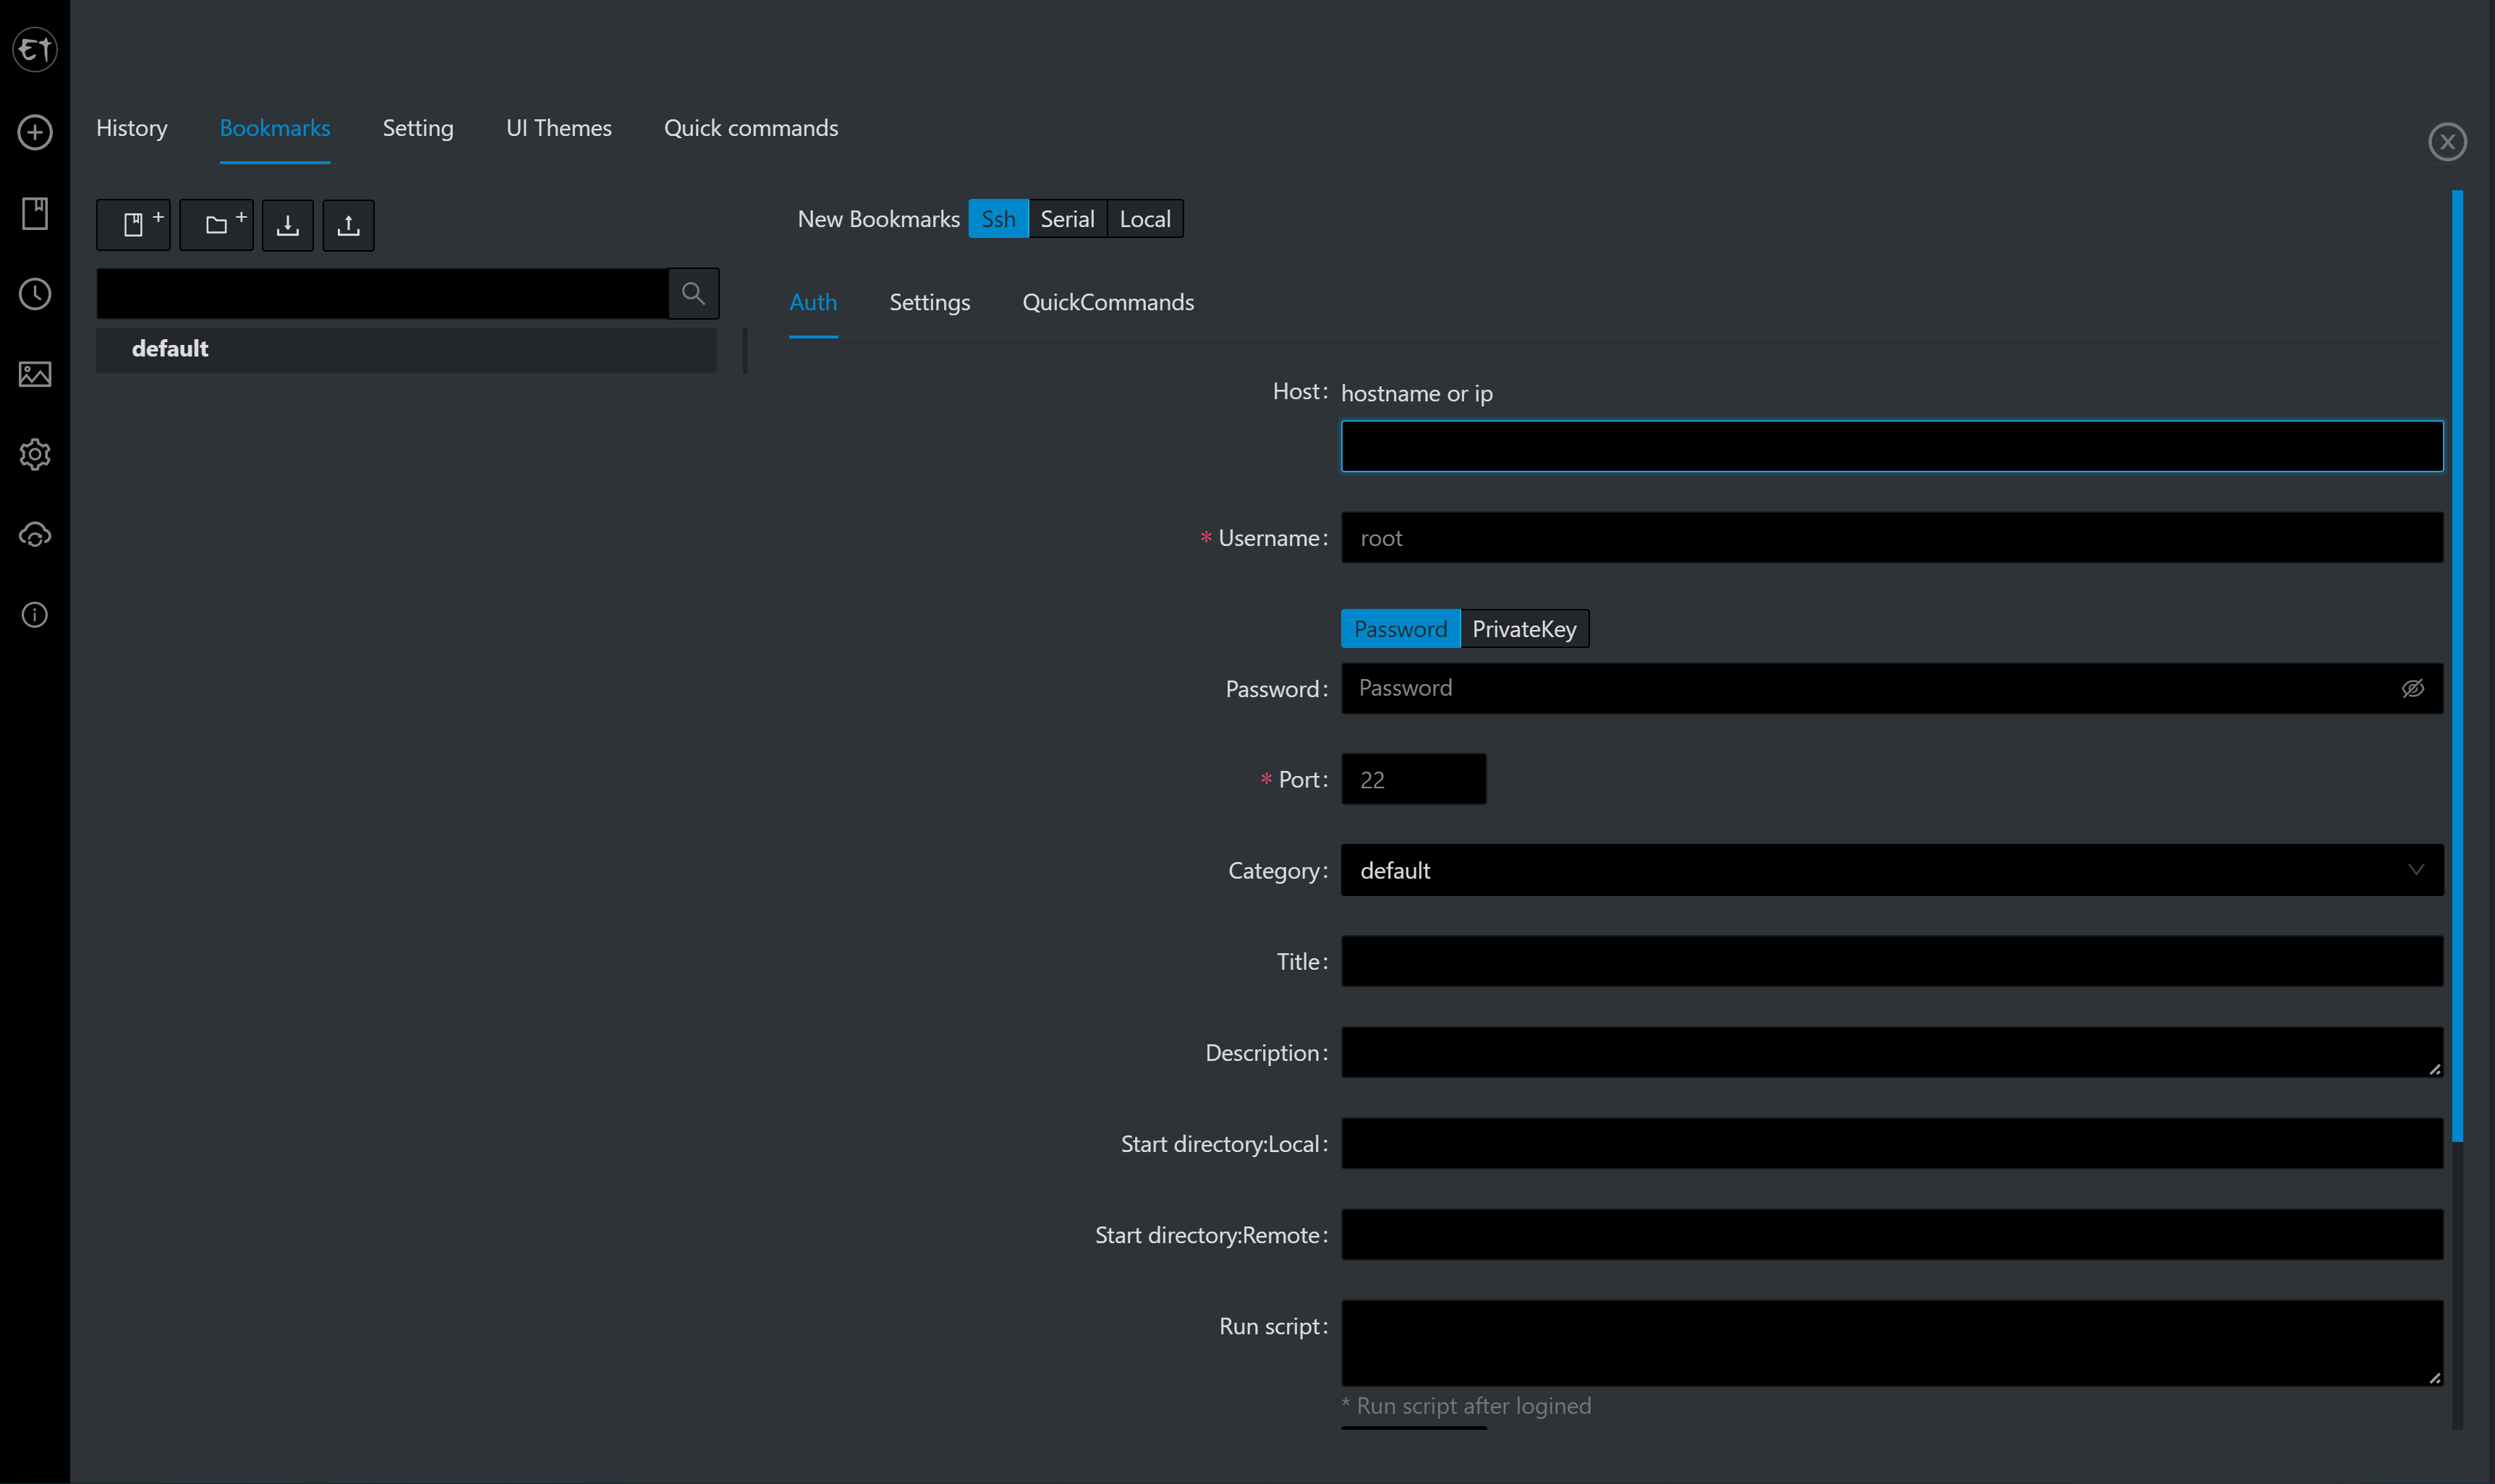 Et
History Bookmarks Setting UI Themes Quick commands
New Bookmarks Ssh Serial Local
default
Auth Settings QuickCommands
Host: hostname or ip
* Username: root
Password PrivateKey
Password: Password
* Port: 22
Category: default
Title:
Description:
Start directory:Local:
Start directory:Remote:
Run script:
* Run script after logined